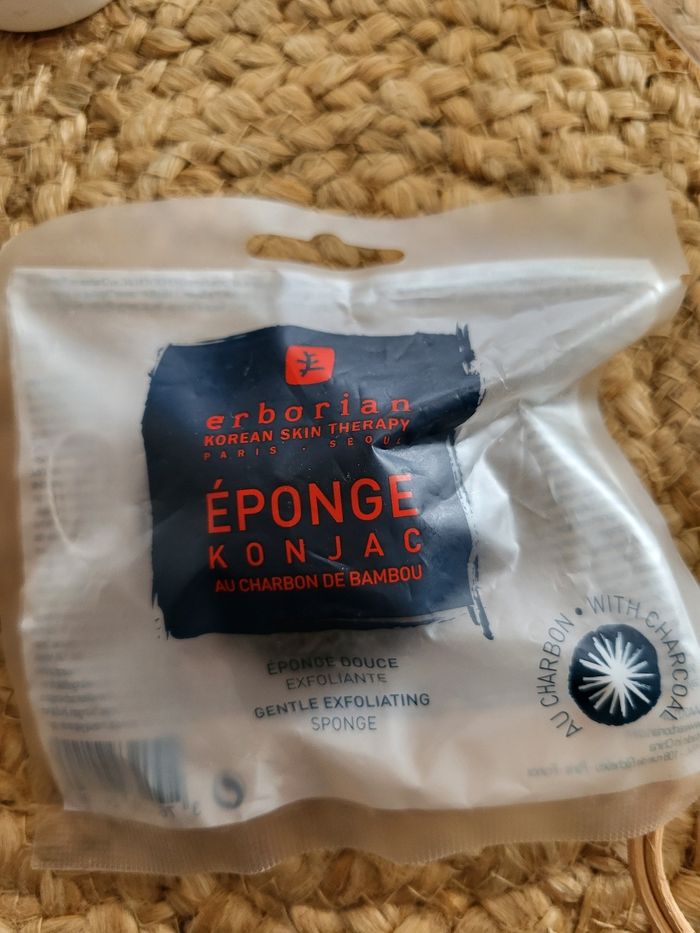 erborian
KOREAN SKIN THERAPY
PARIS • SEOUL
ÉPONGE
KONJAC
AU CHARBON DE BAMBOU
ÉPONGE DOUCE
EXFOLIANTE
GENTLE EXFOLIATING
SPONGE
AU CHARBON • WITH CHARCOAL